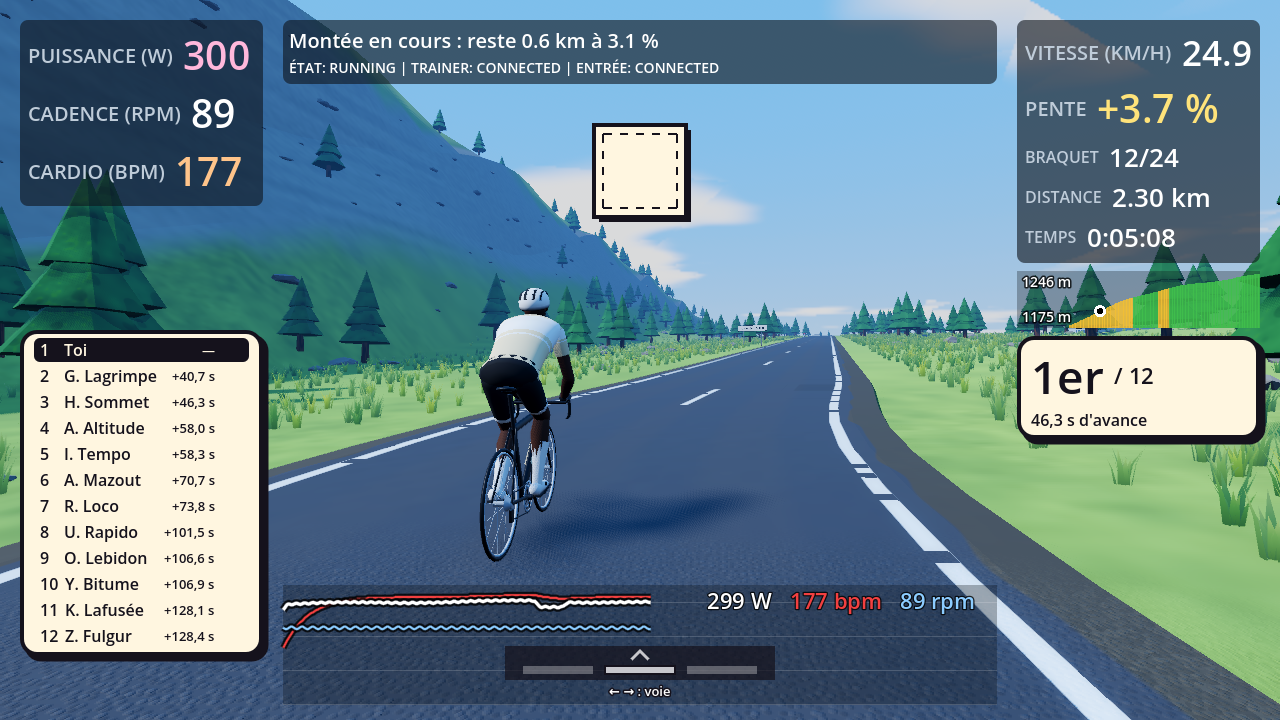 PUISSANCE (W) 300
CADENCE (RPM) 89
CARDIO (BPM) 177
Montée en cours : reste 0.6 km à 3.1 %
ÉTAT: RUNNING | TRAINER: CONNECTED | ENTRÉE: CONNECTED
VITESSE (KM/H) 24.9
PENTE +3.7 %
BRAQUET 12/24
DISTANCE 2.30 km
TEMPS 0:05:08
1246 m
1175 m
1er / 12
46,3 s d'avance
1 Toi —
2 G. Lagrimpe +40,7 s
3 H. Sommet +46,3 s
4 A. Altitude +58,0 s
5 I. Tempo +58,3 s
6 A. Mazout +70,7 s
7 R. Loco +73,8 s
8 U. Rapido +101,5 s
9 O. Lebidon +106,6 s
10 Y. Bitume +106,9 s
11 K. Lafusée +128,1 s
12 Z. Fulgur +128,4 s
299 W 177 bpm 89 rpm
← → : voie